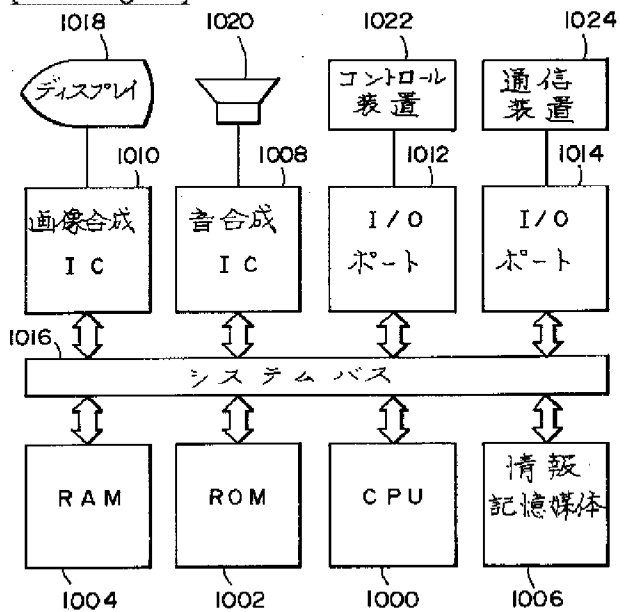 1018
1020
1022
1024
ディスプレイ
コントロール
装置
通信
装置
1010
1008
1012
1014
画像合成
IC
音合成
IC
I/O
ポート
I/O
ポート
1016
システムバス
RAM
ROM
CPU
情報
記憶媒体
1004
1002
1000
1006